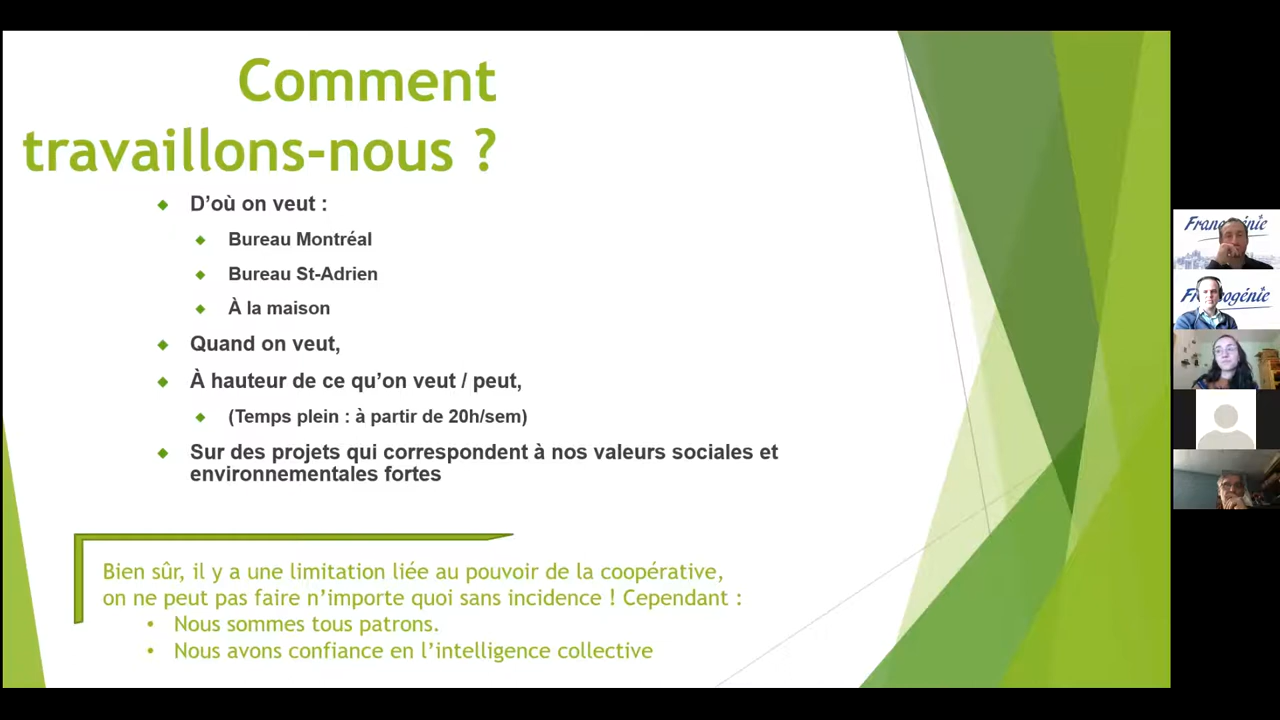 Comment
travaillons-nous ?
D’où on veut :
Bureau Montréal
Bureau St-Adrien
À la maison
Quand on veut,
À hauteur de ce qu’on veut / peut,
(Temps plein : à partir de 20h/sem)
Sur des projets qui correspondent à nos valeurs sociales et
environnementales fortes
Bien sûr, il y a une limitation liée au pouvoir de la coopérative,
on ne peut pas faire n’importe quoi sans incidence ! Cependant :
• Nous sommes tous patrons.
• Nous avons confiance en l’intelligence collective